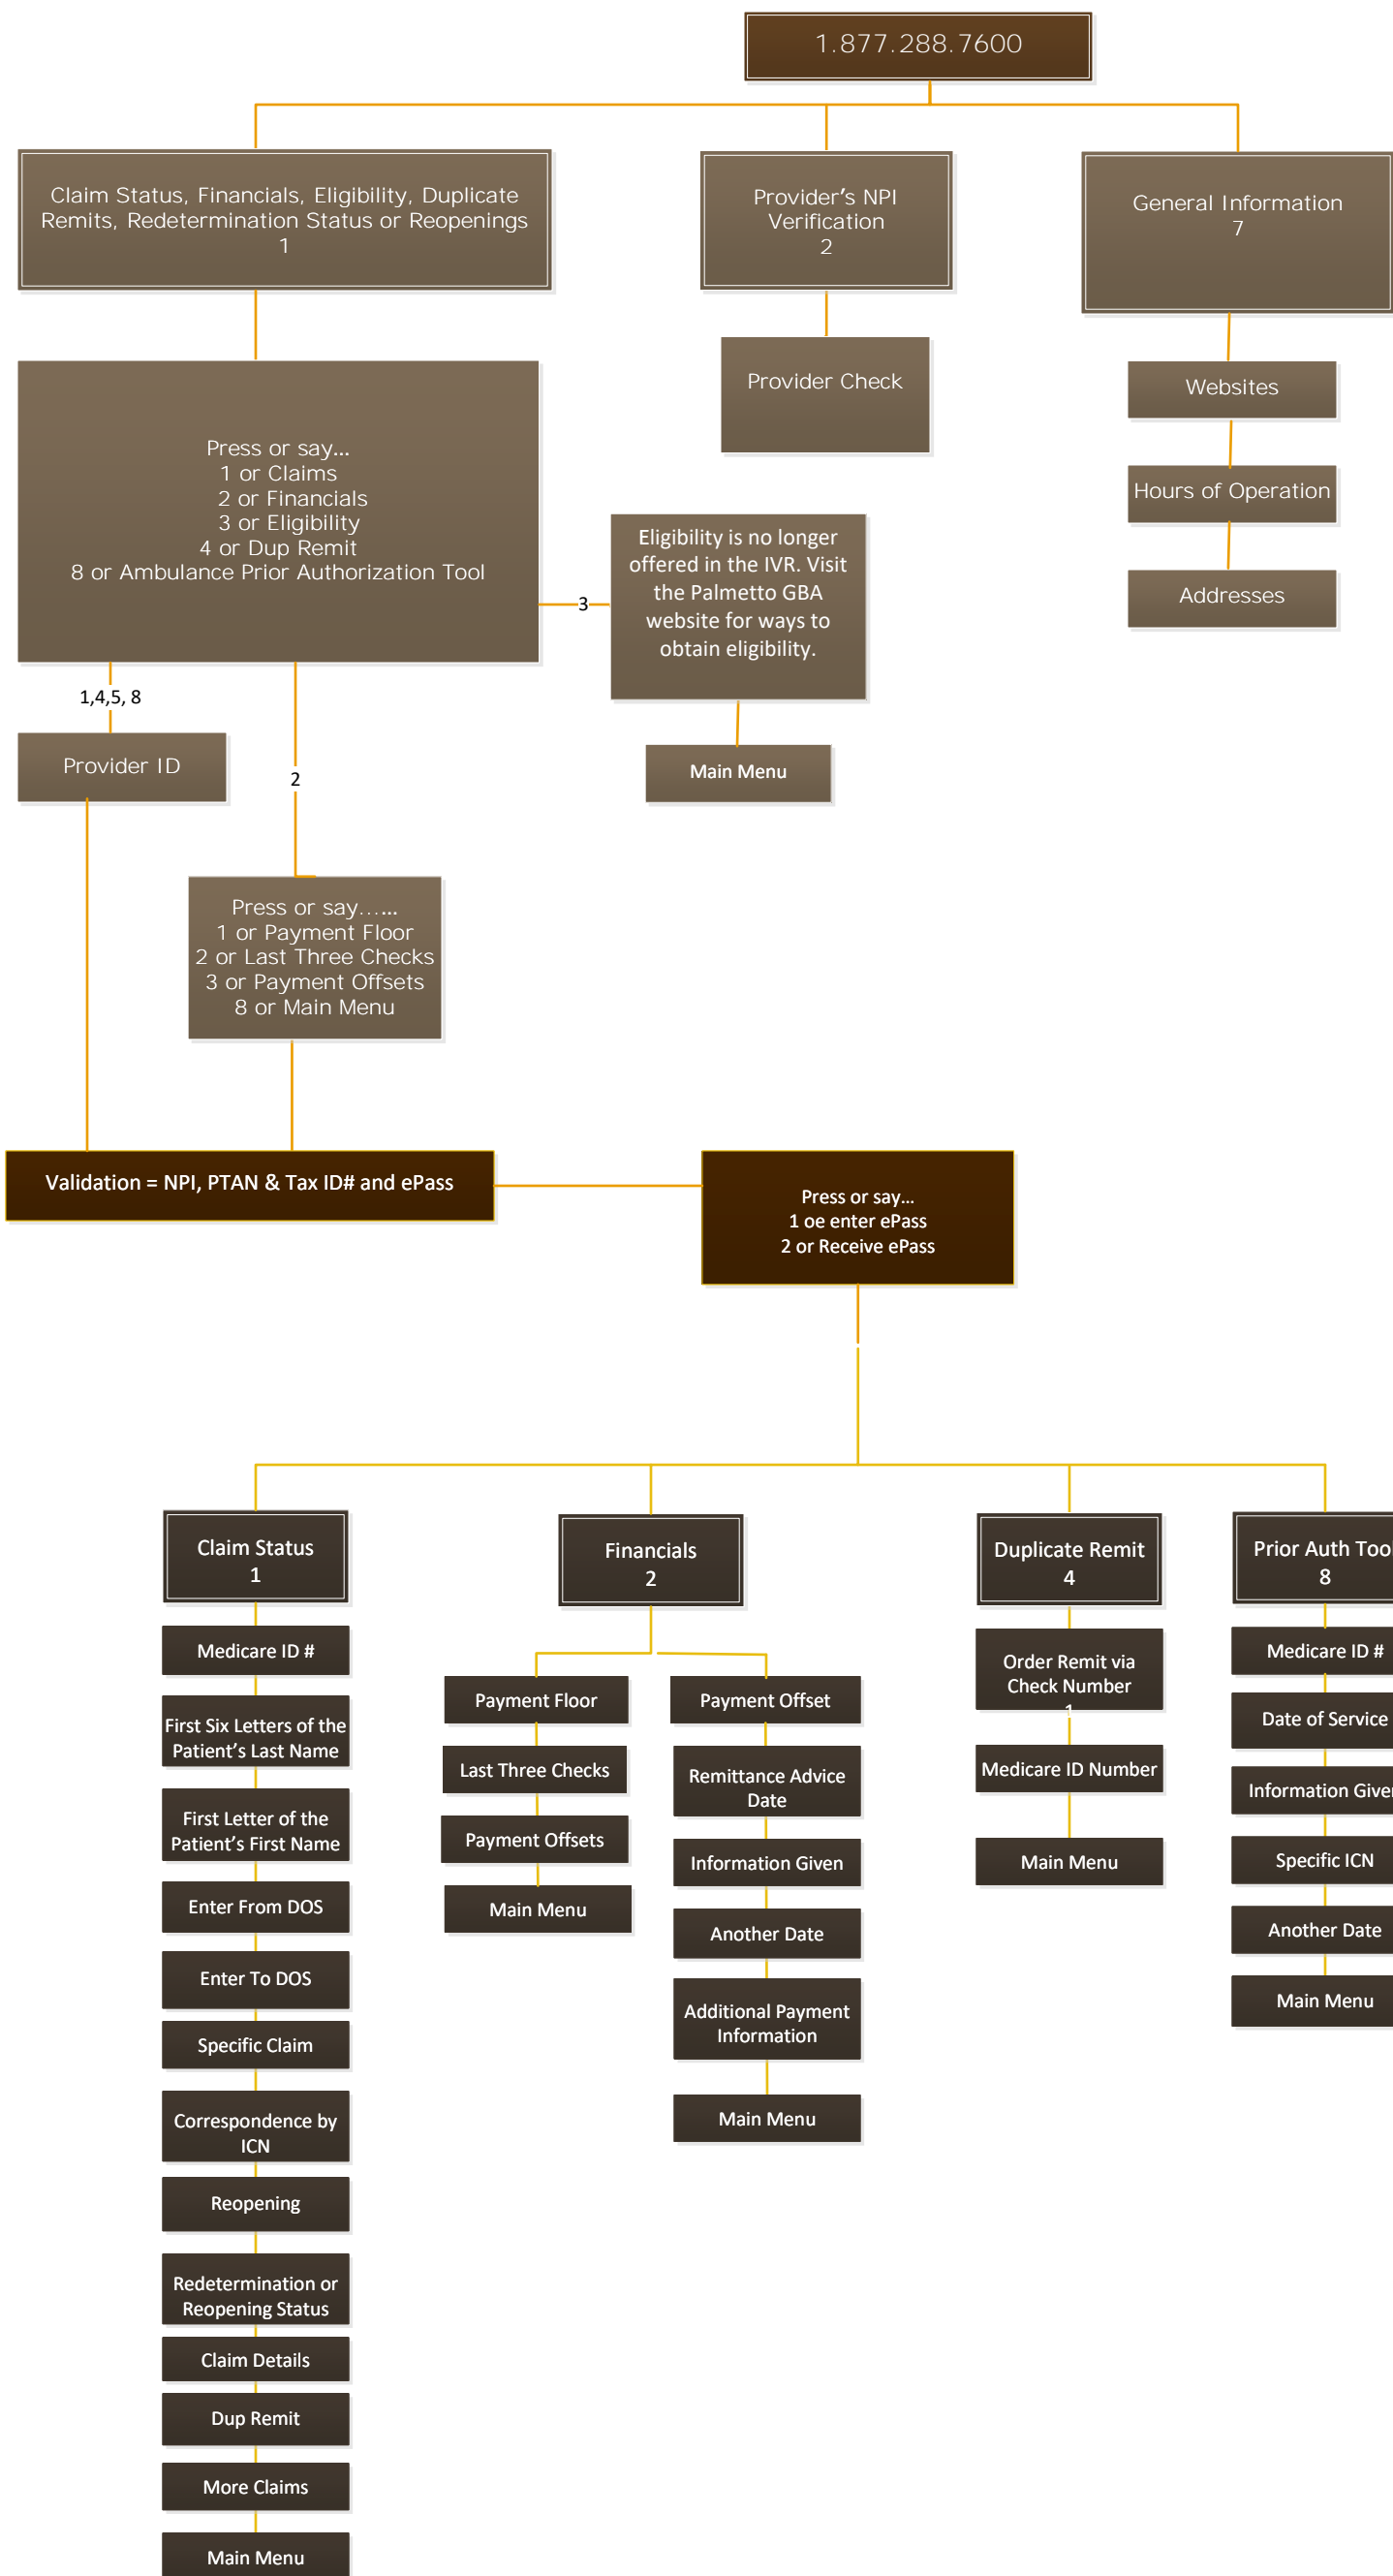 1.877.288.7600
Claim Status, Financials, Eligibility, Duplicate
Remits, Redetermination Status or Reopenings
1
Provider's NPI
Verification
2
General Information
7
Press or say...
1 or Claims
2 or Financials
3 or Eligibility
4 or Dup Remit
8 or Ambulance Prior Authorization Tool
Provider Check
Websites
Hours of Operation
Addresses
3
Eligibility is no longer
offered in the IVR. Visit
the Palmetto GBA
website for ways to
obtain eligibility.
Main Menu
1,4,5, 8
Provider ID
2
Press or say......
1 or Payment Floor
2 or Last Three Checks
3 or Payment Offsets
8 or Main Menu
Validation = NPI, PTAN & Tax ID# and ePass
Press or say...
1 oe enter ePass
2 or Receive ePass
Claim Status
1
Medicare ID #
First Six Letters of the
Patient's Last Name
First Letter of the
Patient's First Name
Enter From DOS
Enter To DOS
Specific Claim
Correspondence by
ICN
Reopening
Redetermination or
Reopening Status
Claim Details
Dup Remit
More Claims
Main Menu
Financials
2
Payment Floor
Last Three Checks
Payment Offsets
Main Menu
Payment Offset
Remittance Advice
Date
Information Given
Another Date
Additional Payment
Information
Main Menu
Duplicate Remit
4
Order Remit via
Check Number
1
Medicare ID Number
Main Menu
Prior Auth Too
8
Medicare ID #
Date of Service
Information Given
Specific ICN
Another Date
Main Menu